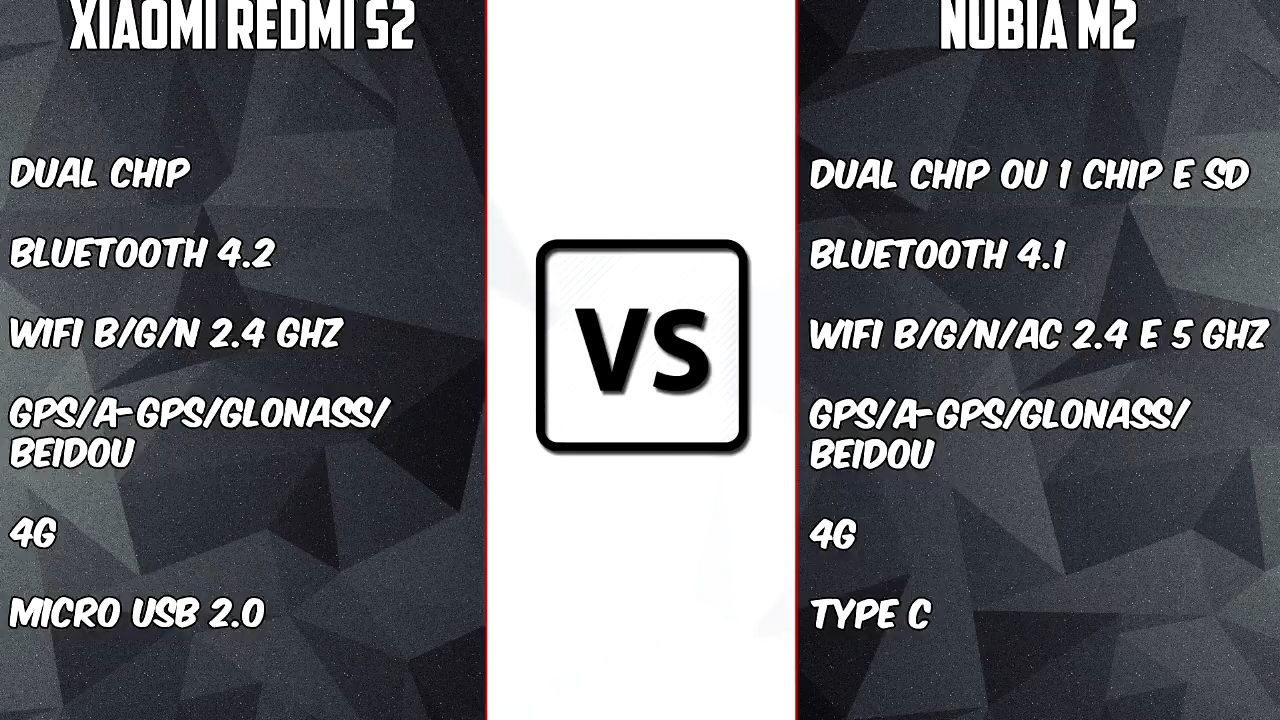 XIAOMI REDMI S2
DUAL CHIP
BLUETOOTH 4.2
WIFI B/G/N 2.4 GHZ
GPS/A-GPS/GLONASS/
BEIDOU
4G
MICRO USB 2.0
VS
NUBIA M2
DUAL CHIP OU 1 CHIP E SD
BLUETOOTH 4.1
WIFI B/G/N/AC 2.4 E 5 GHZ
GPS/A-GPS/GLONASS/
BEIDOU
4G
TYPE C